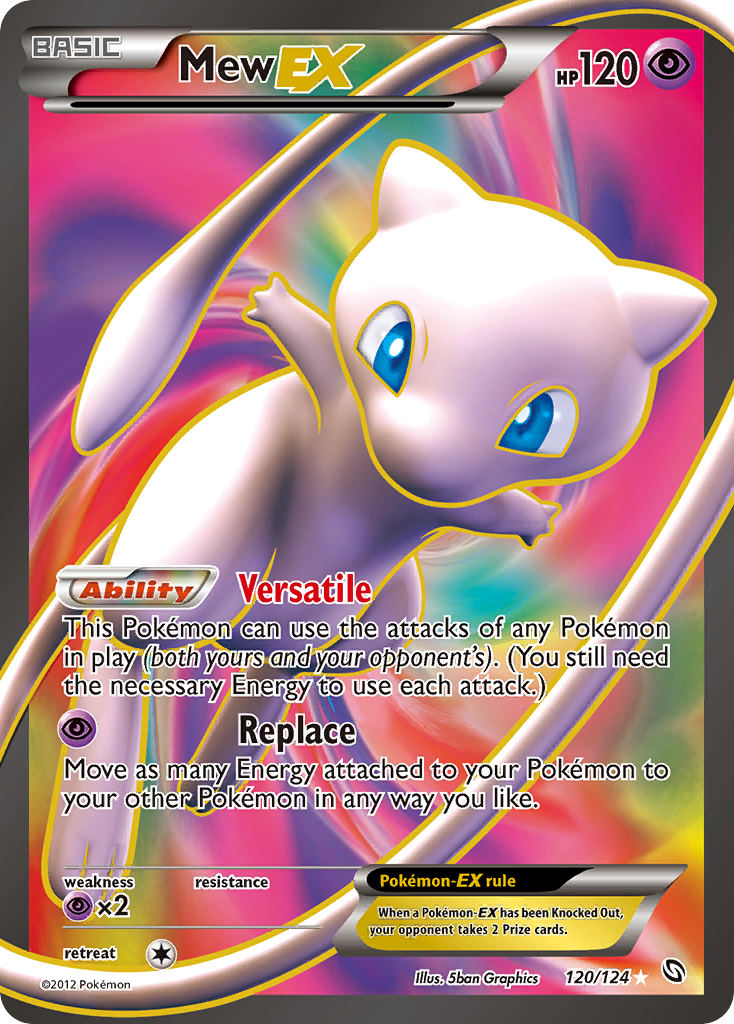 BASIC
Mew EX
HP 120
Ability Versatile
This Pokémon can use the attacks of any Pokémon
in play (both yours and your opponent's). (You still need
the necessary Energy to use each attack.)
Replace
Move as many Energy attached to your Pokémon to
your other Pokémon in any way you like.
weakness resistance
×2
retreat
Pokémon-EX rule
When a Pokémon-EX has been Knocked Out,
your opponent takes 2 Prize cards.
©2012 Pokémon
Illus. 5ban Graphics
120/124